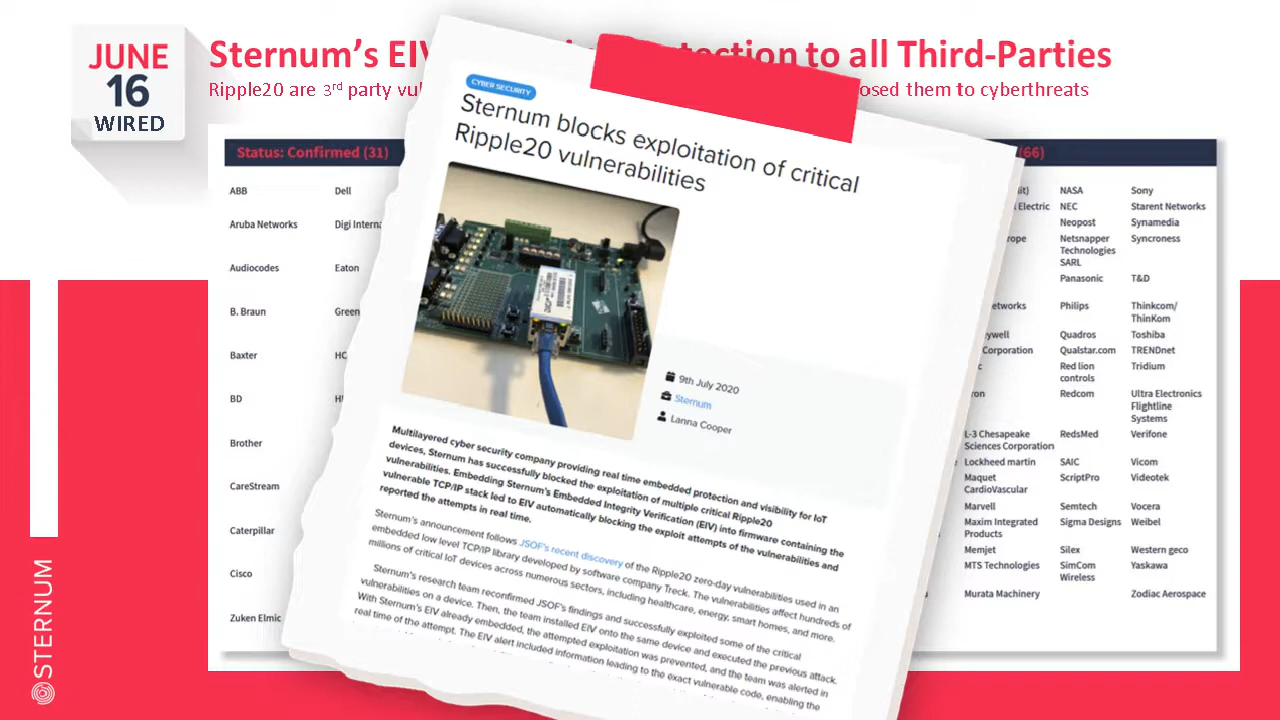 JUNE
16
WIRED
Sternum's EIV
to all Third-Parties
Ripple20 are 3rd party
them to cyberthreats
Status: Confirmed (31)
(66)
ABB
Dell
Aruba Networks
Digi
Audiocodes
Eaton
B. Braun
Green
Baxter
BD
Brother
CareStream
Caterpillar
Cisco
Zuken Elmic
CYBER SECURITY
Sternum blocks exploitation of critical
Ripple20 vulnerabilities
9th July 2020
Sternum
Lanna Cooper
Multilayered cyber security company providing real time embedded protection and visibility for IoT
devices, Sternum has successfully blocked the exploitation of multiple critical Ripple20
vulnerabilities. Embedding Sternum's Embedded Integrity Verification (EIV) into firmware containing the
vulnerable TCP/IP stack led to EIV automatically blocking the exploit attempts of the vulnerabilities and
reported the attempts in real time.
Sternum's announcement follows JSOF's recent discovery of the Ripple20 zero-day vulnerabilities used in an
embedded low level TCP/IP library developed by software company Treck. The vulnerabilities affect hundreds of
millions of critical IoT devices across numerous sectors, including healthcare, energy, smart homes, and more.
Sternum's research team reconfirmed JSOF's findings and successfully exploited some of the critical
vulnerabilities on a device. Then, the team installed EIV onto the same device and executed the previous attack.
With Sternum's EIV already embedded, the attempted exploitation was prevented, and the team was alerted in
real time of the attempt. The EIV alert included information leading to the exact vulnerable code, enabling the
NASA
Sony
Electric
NEC
Starent Networks
Neopost
Synamedia
Netsnapper
Technologies
SARL
Syncroness
Panasonic
T&D
Philips
Thinkcom/
ThinKom
Quadros
Toshiba
Corporation
Qualstar.com
TRENDnet
Red lion
controls
Tridium
Redcom
Ultra Electronics
Flightline
Systems
L-3 Chesapeake
Sciences Corporation
RedsMed
Verifone
Lockheed martin
SAIC
Vicom
Maquet
CardioVascular
ScriptPro
Videotek
Marvell
Semtech
Vocera
Maxim Integrated
Products
Sigma Designs
Weibel
Memjet
Silex
Western geco
MTS Technologies
SimCom
Wireless
Yaskawa
Murata Machinery
Zodiac Aerospace
STERNUM